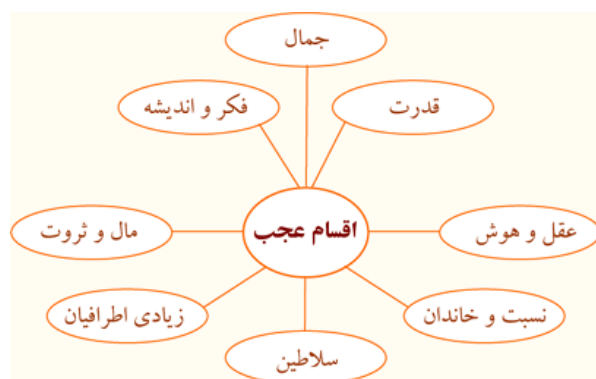 جمال
قدرت
فکر و اندیشه
عقل و هوش
اقسام عجب
مال و ثروت
نسبت و خاندان
زیادی اطرافیان
سلاطین